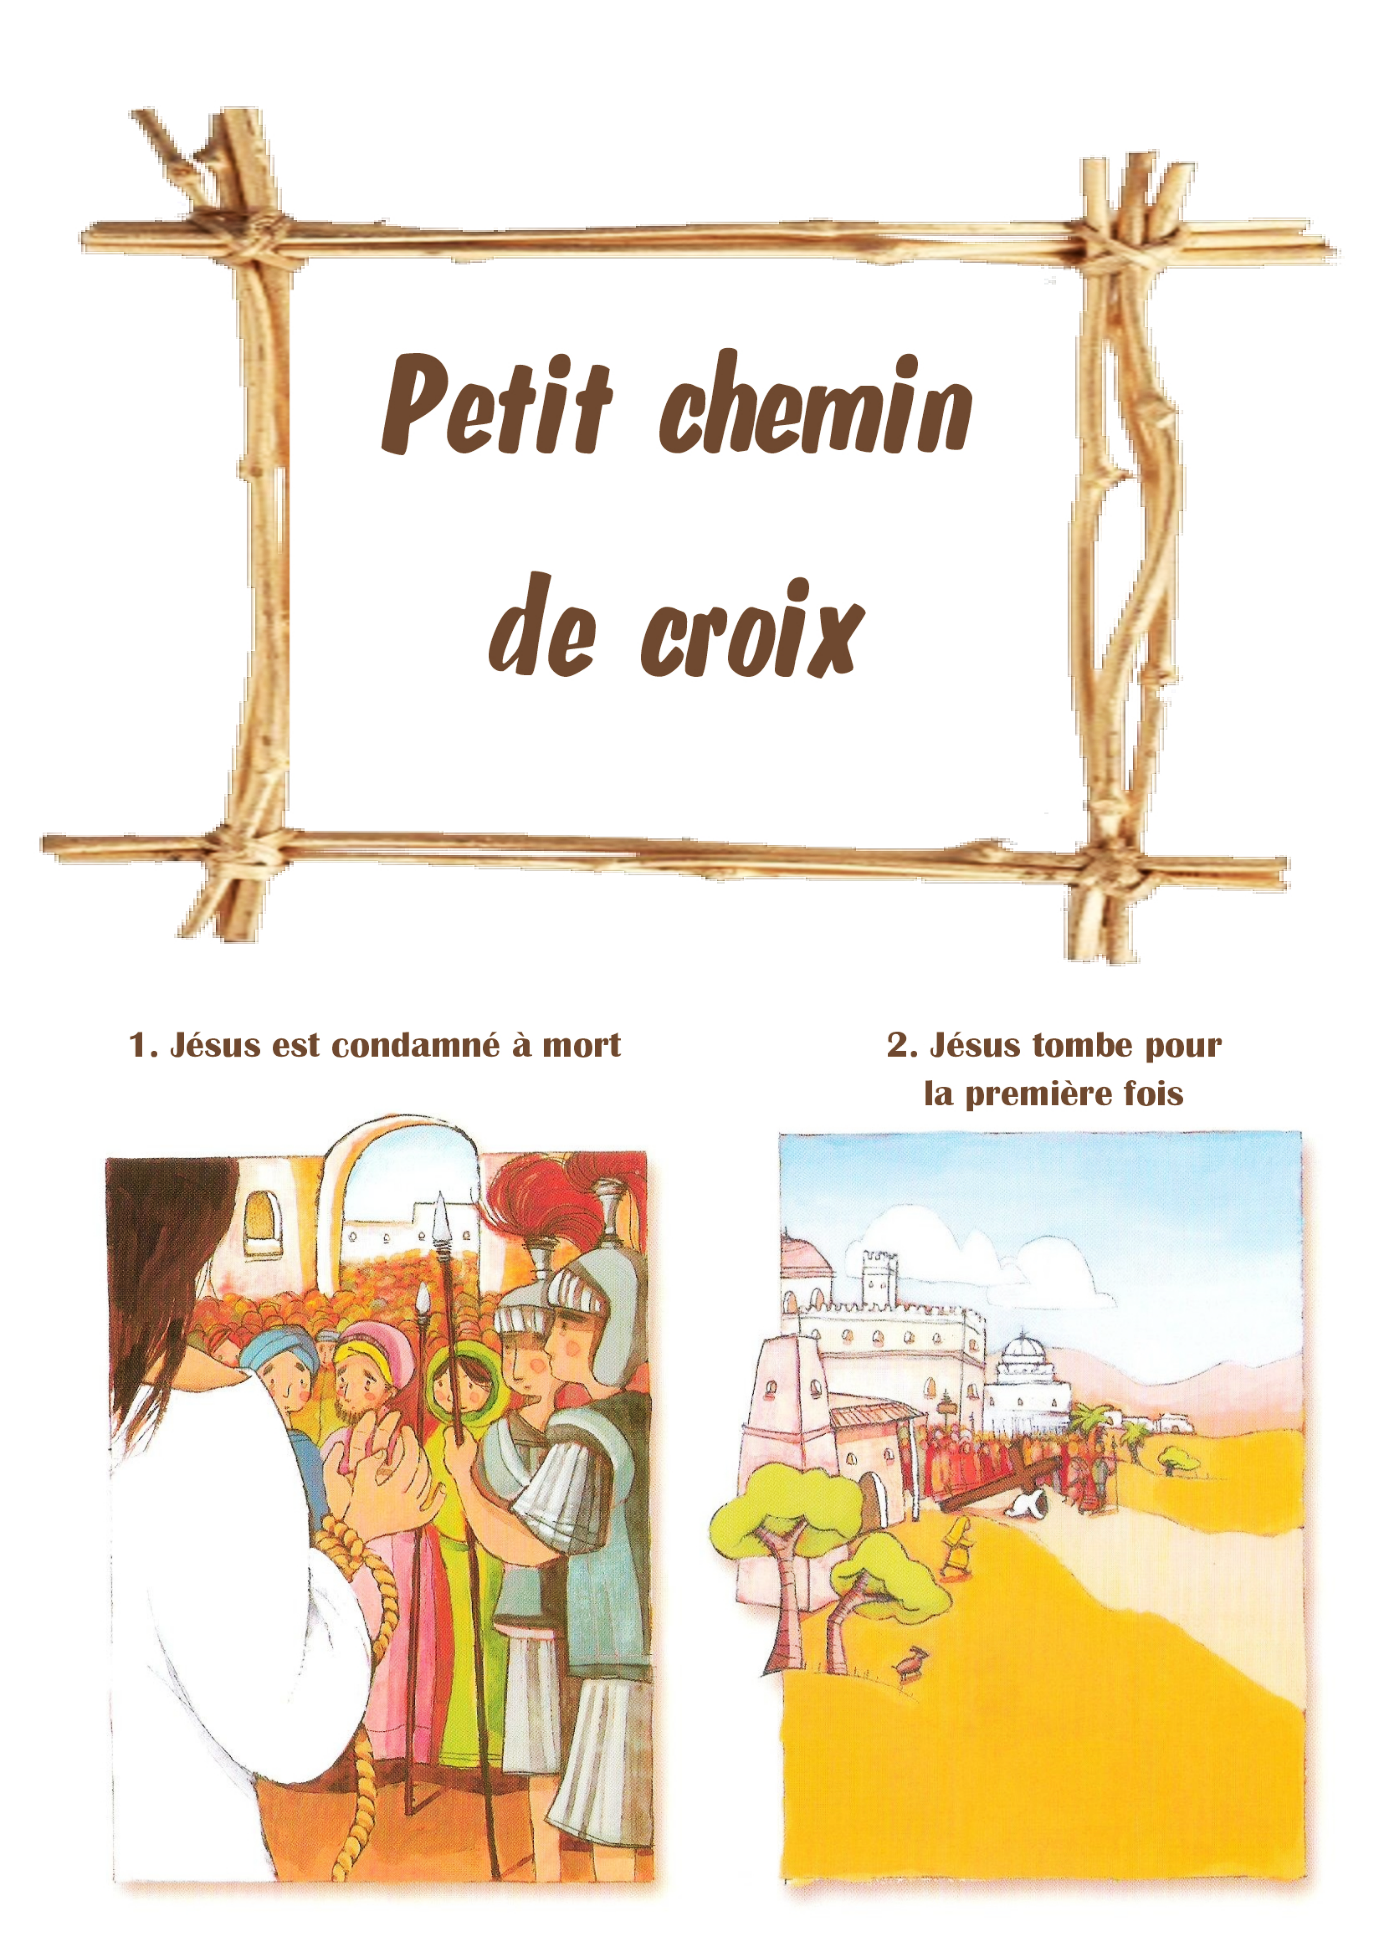 Petit chemin
de croix
1. Jésus est condamné à mort
2. Jésus tombe pour
la première fois